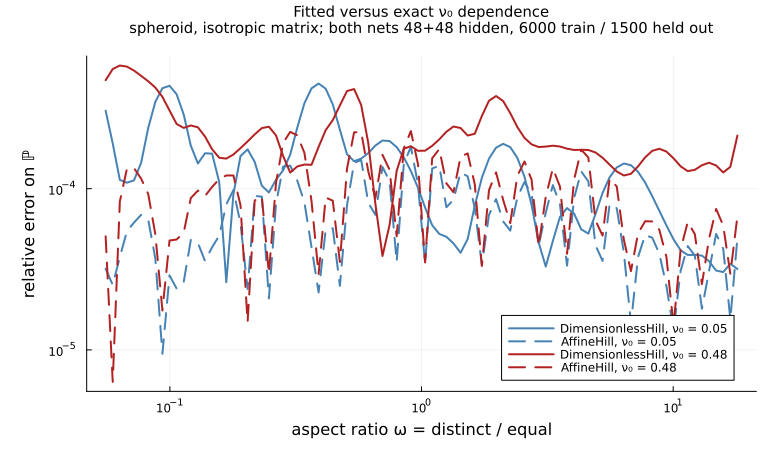 Fitted versus exact ν₀ dependence
spheroid, isotropic matrix; both nets 48+48 hidden, 6000 train / 1500 held out
relative error on ℙ
10⁻⁴
10⁻⁵
DimensionlessHill, ν₀ = 0.05
AffineHill, ν₀ = 0.05
DimensionlessHill, ν₀ = 0.48
AffineHill, ν₀ = 0.48
10⁻¹
10⁰
10¹
aspect ratio ω = distinct / equal